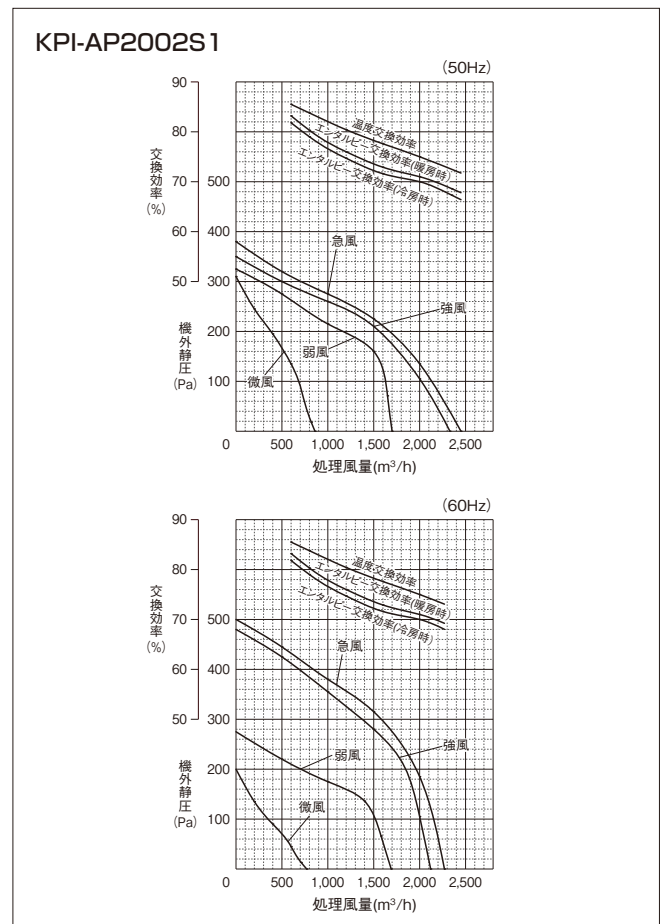 KPI-AP2002S1
(50Hz)
90
80
70
60
50
交換効率
(%)
500
400
300
200
100
機外静圧
(Pa)
温度交換効率
エンタルピー交換効率(暖房時)
エンタルピー交換効率(冷房時)
急風
強風
弱風
微風
0 500 1,000 1,500 2,000 2,500
処理風量(m³/h)
(60Hz)
90
80
70
60
50
交換効率
(%)
500
400
300
200
100
機外静圧
(Pa)
温度交換効率
エンタルピー交換効率(暖房時)
エンタルピー交換効率(冷房時)
急風
強風
弱風
微風
0 500 1,000 1,500 2,000 2,500
処理風量(m³/h)